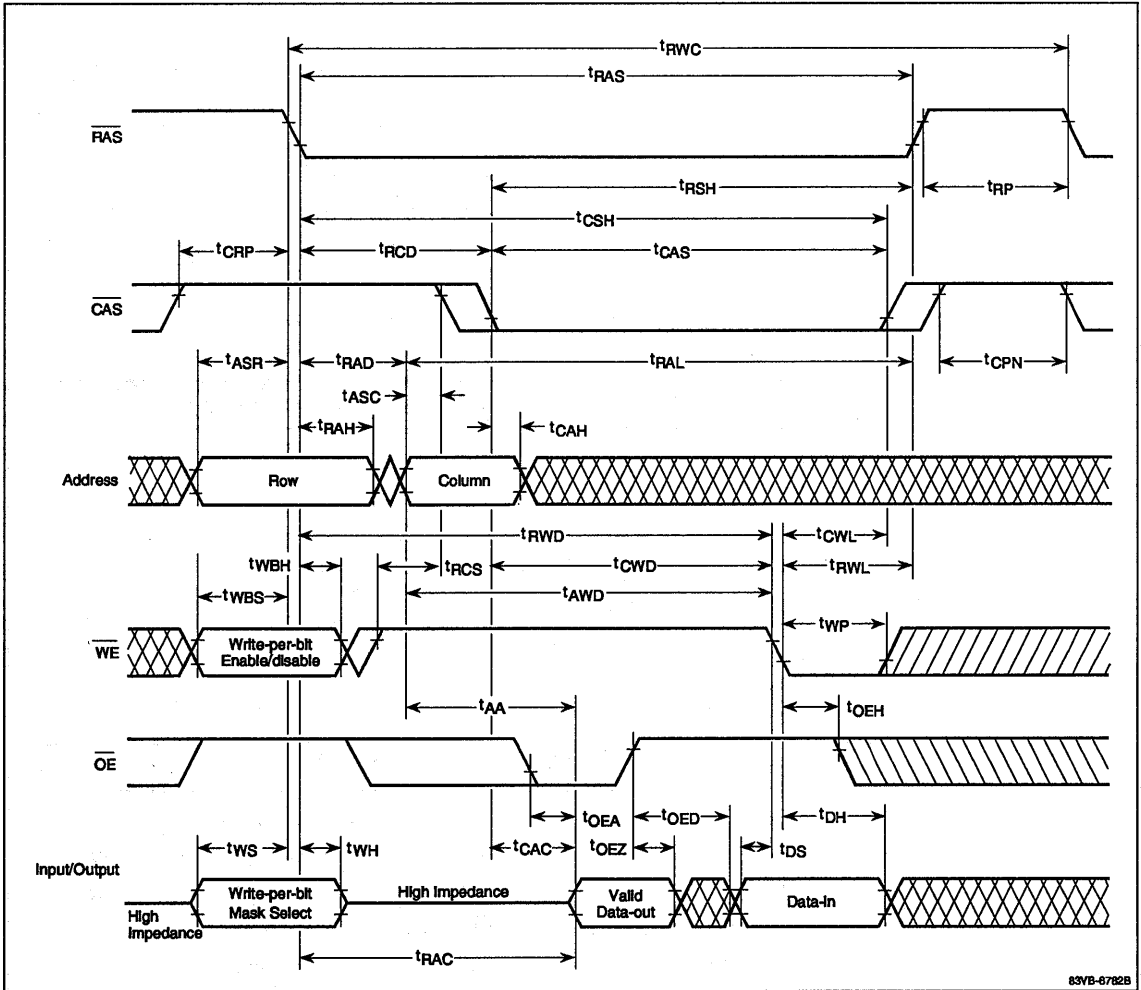 tRWC
tRAS
RAS
tRSH
tRP
tCSH
tCRP
tRCD
tCAS
CAS
tASR
tRAD
tRAL
tCPN
tASC
tRAH
tCAH
Address
Row
Column
tRWD
tCWL
tWBH
tRCS
tCWD
tRWL
tWBS
tAWD
tWP
WE
Write-per-bit
Enable/disable
tAA
tOEH
OE
tOEA
tOED
tDH
tWS
tWH
tCAC
tOEZ
tDS
Input/Output
Write-per-bit
Mask Select
High Impedance
Valid
Data-out
Data-in
High
Impedance
tRAC
83YB-6782B